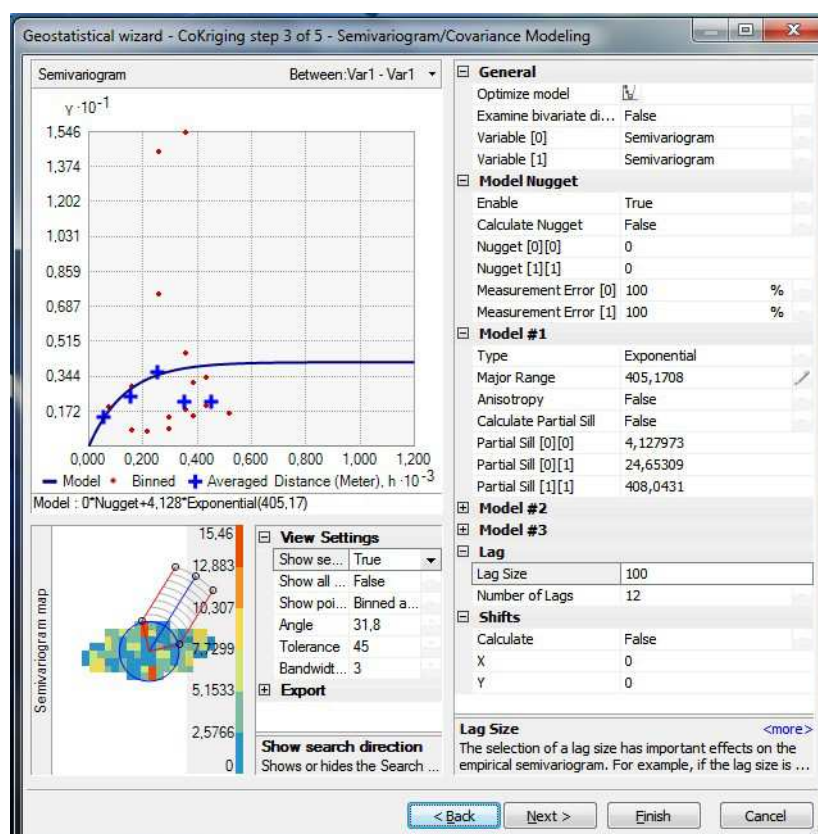 Geostatistical wizard - CoKriging step 3 of 5 - Semivariogram/Covariance Modeling
Semivariogram Between:Var1 - Var1
γ·10⁻¹
1,546
1,374
1,202
1,031
0,859
0,687
0,515
0,344
0,172
0,000 0,200 0,400 0,600 0,800 1,000 1,200
Model Binned Averaged Distance (Meter), h·10⁻³
Model : 0*Nugget+4,128*Exponential(405,17)
Semivariogram map
15,46
12,883
10,307
7,7299
5,1533
2,5766
0
View Settings
Show se... True
Show all ... False
Show poi... Binned a...
Angle 31,8
Tolerance 45
Bandwidt... 3
Export
Show search direction
Shows or hides the Search ...
General
Optimize model
Examine bivariate di... False
Variable [0] Semivariogram
Variable [1] Semivariogram
Model Nugget
Enable True
Calculate Nugget False
Nugget [0][0] 0
Nugget [1][1] 0
Measurement Error [0] 100 %
Measurement Error [1] 100 %
Model #1
Type Exponential
Major Range 405,1708
Anisotropy False
Calculate Partial Sill False
Partial Sill [0][0] 4,127973
Partial Sill [0][1] 24,65309
Partial Sill [1][1] 408,0431
Model #2
Model #3
Lag
Lag Size 100
Number of Lags 12
Shifts
Calculate False
X 0
Y 0
Lag Size <more>
The selection of a lag size has important effects on the
empirical semivariogram. For example, if the lag size is ...
< Back Next > Finish Cancel